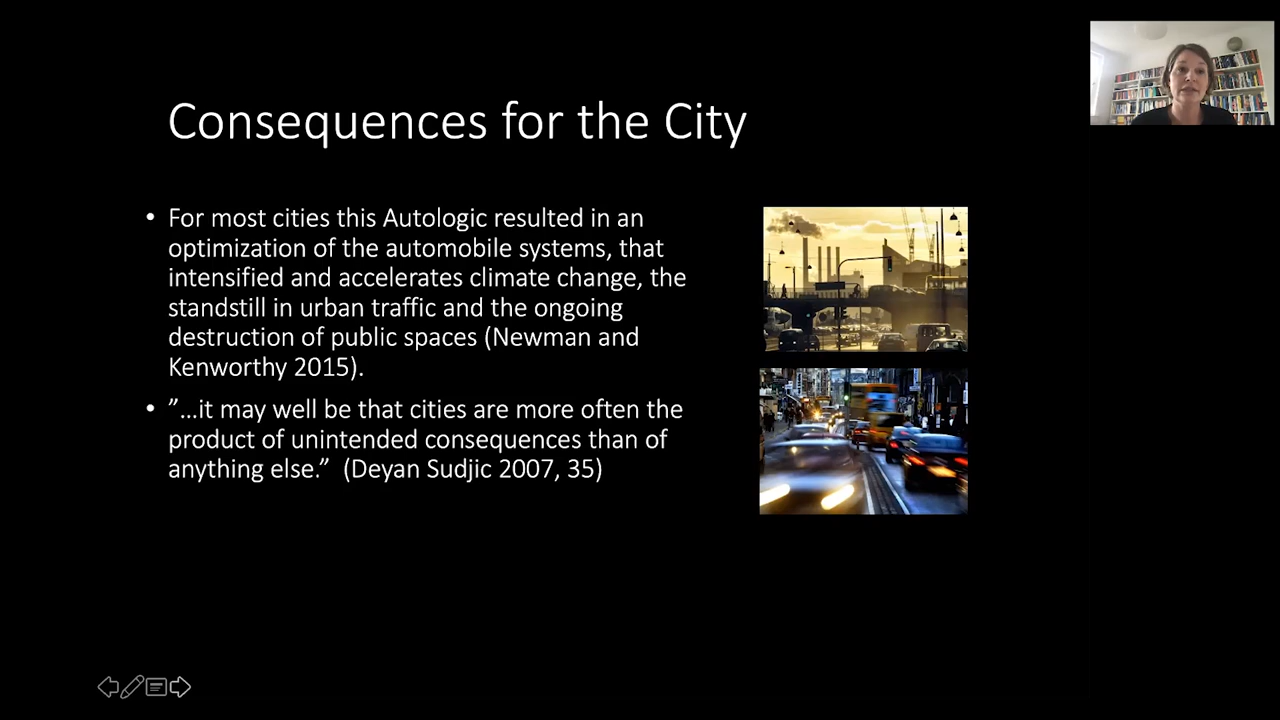 Consequences for the City
• For most cities this Autologic resulted in an
optimization of the automobile systems, that
intensified and accelerates climate change, the
standstill in urban traffic and the ongoing
destruction of public spaces (Newman and
Kenworthy 2015).
• ”…it may well be that cities are more often the
product of unintended consequences than of
anything else.” (Deyan Sudjic 2007, 35)